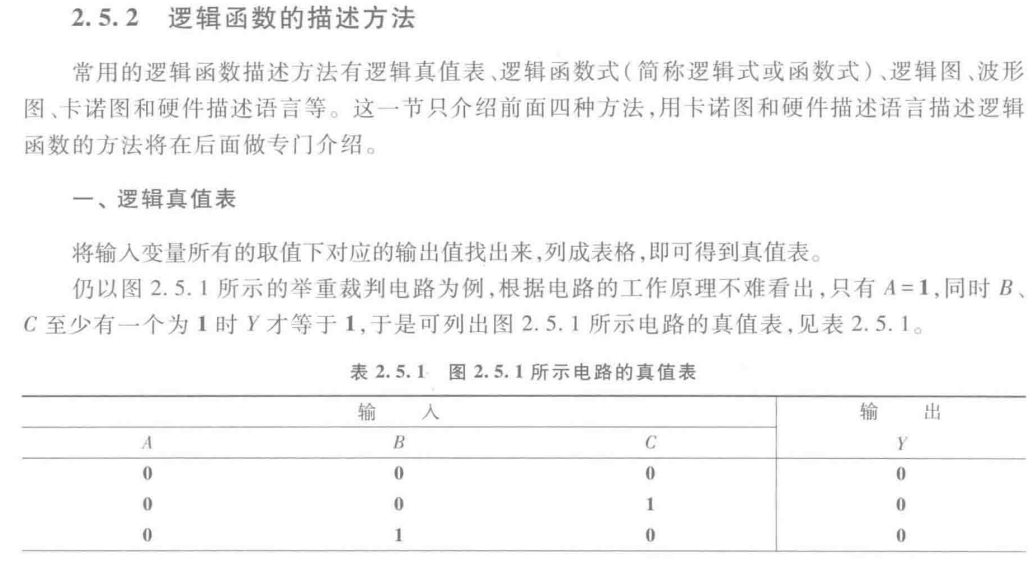 2.5.2 逻辑函数的描述方法
常用的逻辑函数描述方法有逻辑真值表、逻辑函数式(简称逻辑式或函数式)、逻辑图、波形
图、卡诺图和硬件描述语言等。这一节只介绍前面四种方法,用卡诺图和硬件描述语言描述逻辑
函数的方法将在后面做专门介绍。
一、逻辑真值表
将输入变量所有的取值下对应的输出值找出来,列成表格,即可得到真值表。
仍以图 2.5.1 所示的举重裁判电路为例,根据电路的工作原理不难看出,只有 A=1,同时 B、
C 至少有一个为 1 时 Y 才等于 1,于是可列出图 2.5.1 所示电路的真值表,见表 2.5.1。
表 2.5.1 图 2.5.1 所示电路的真值表
输 入 输 出
A B C Y
0 0 0 0
0 0 1 0
0 1 0 0